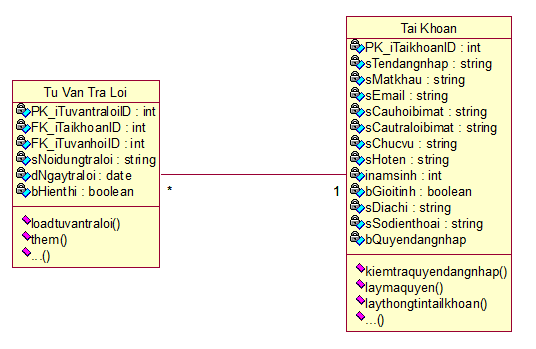 Tu Van Tra Loi
PK_iTuvantraloiID : int
FK_iTaikhoanID : int
FK_iTuvanhoiID : int
sNoidungtraloi : string
dNgaytraloi : date
bHienthi : boolean
loadtuvantraloi()
them()
...()
*
1
Tai Khoan
PK_iTaikhoanID : int
sTendangnhap : string
sMatkhau : string
sEmail : string
sCauhoibimat : string
sCautraloibimat : string
sChucvu : string
sHoten : string
inamsinh : int
bGioitinh : boolean
sDiachi : string
sSodienthoai : string
bQuyendangnhap
kiemtraquyendangnhap()
laymaquyen()
laythongtintailkhoan()
...()